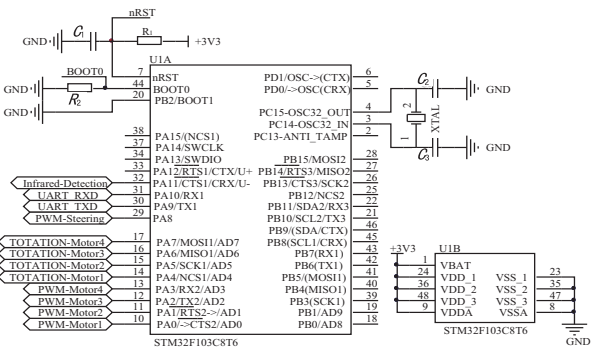 nRST
C1 R1 +3V3
GND
U1A
BOOT0
GND R2
GND
7 nRST
44 BOOT0
20 PB2/BOOT1
38 PA15/(NCS1)
37 PA14/SWCLK
34 PA13/SWDIO
33 PA12/RTS1/CTX/U+
Infrared-Detection 32 PA11/CTS1/CRX/U-
UART_RXD 31 PA10/RX1
UART_TXD 30 PA9/TX1
PWM-Steering 29 PA8
TOTATION-Motor4 17 PA7/MOSI1/AD7
TOTATION-Motor3 16 PA6/MISO1/AD6
TOTATION-Motor2 15 PA5/SCK1/AD5
TOTATION-Motor1 14 PA4/NCS1/AD4
PWM-Motor4 13 PA3/RX2/AD3
PWM-Motor3 12 PA2/TX2/AD2
PWM-Motor2 11 PA1/RTS2->/AD1
PWM-Motor1 10 PA0/->CTS2/AD0
PD1/OSC->(CTX) 6
PD0/->OSC(CRX) 5
PC15-OSC32_OUT 4
PC14-OSC32_IN 3
PC13-ANTI_TAMP 2
PB15/MOSI2 28
PB14/RTS3/MISO2 27
PB13/CTS3/SCK2 26
PB12/NCS2 25
PB11/SDA2/RX3 22
PB10/SCL2/TX3 21
PB9/(SDA/CTX) 46
PB8(SCL1/CRX) 45
PB7(RX1) 43
PB6(TX1) 42
PB5/(MOSI1) 41
PB4(MISO1) 40
PB3(SCK1) 39
PB1/AD9 19
PB0/AD8 18
STM32F103C8T6
C2 GND
2 XTAL 1
C3 GND
+3V3 U1B
1 VBAT
24 VDD_1 VSS_1 23
36 VDD_2 VSS_2 35
48 VDD_3 VSS_3 47
9 VDDA VSSA 8
STM32F103C8T6
GND